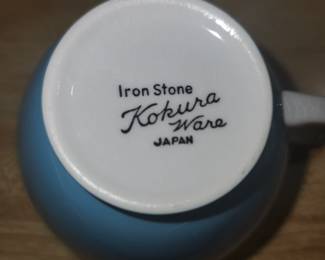 Iron Stone
Kokura
Ware
JAPAN